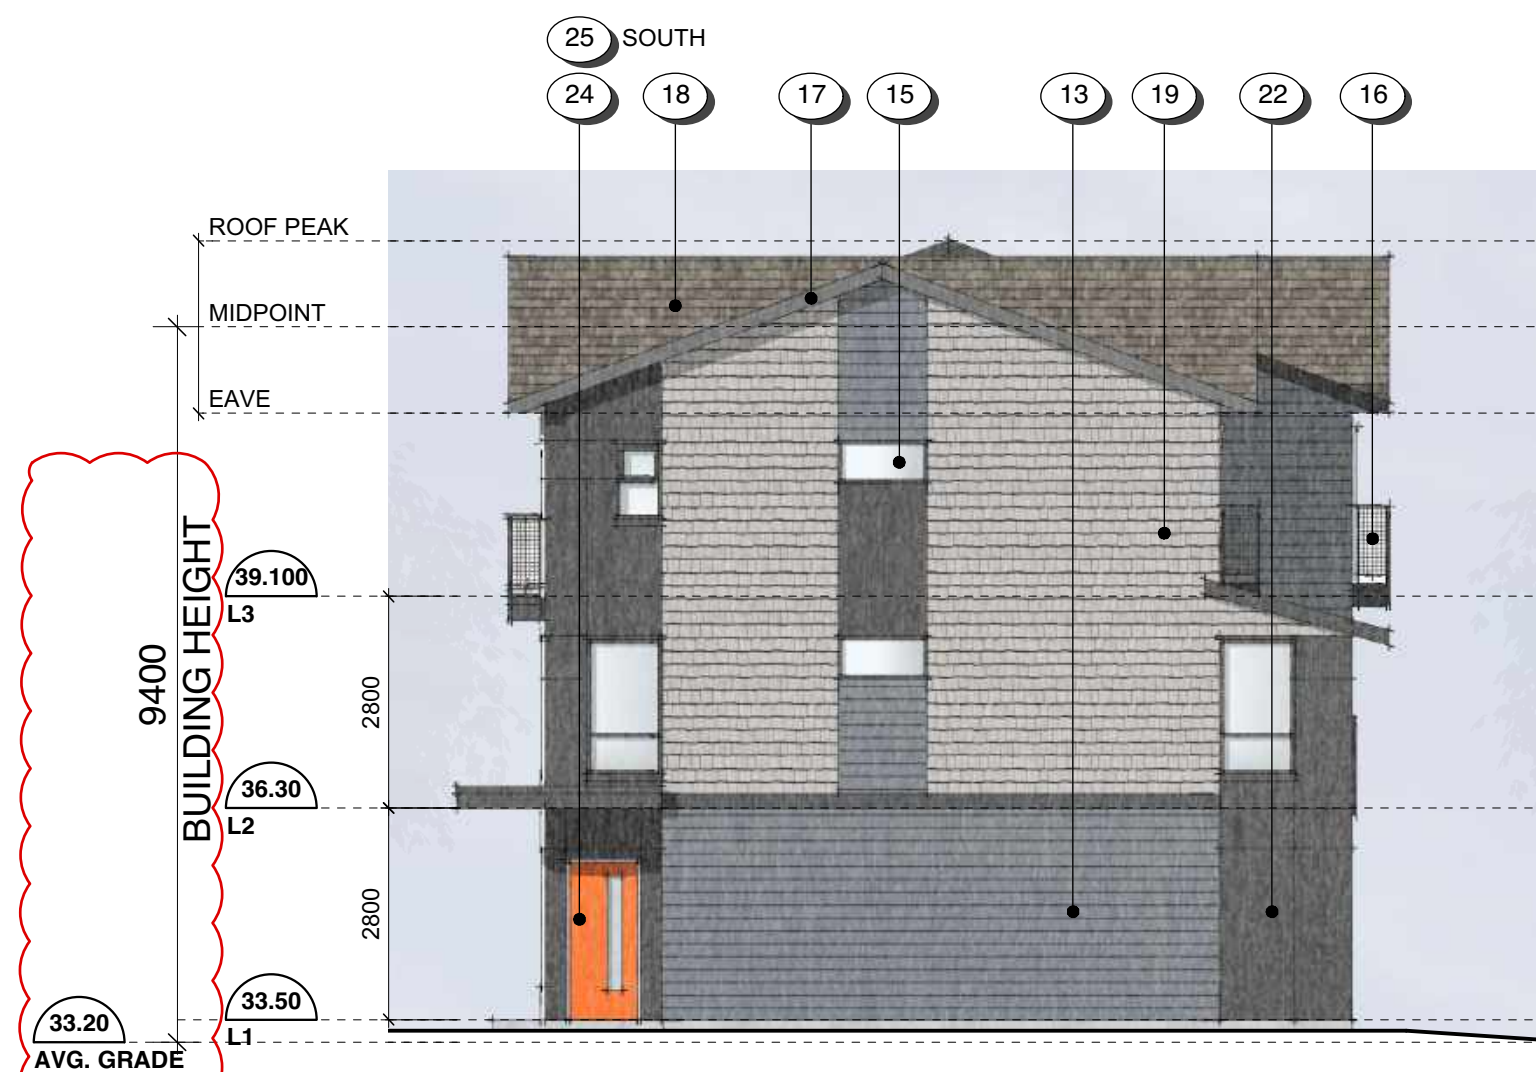 25 SOUTH
24 18 17 15 13 19 22 16
ROOF PEAK
MIDPOINT
EAVE
BUILDING HEIGHT
9400
39.100
L3
2800
36.30
L2
2800
33.50
L1
33.20
AVG. GRADE